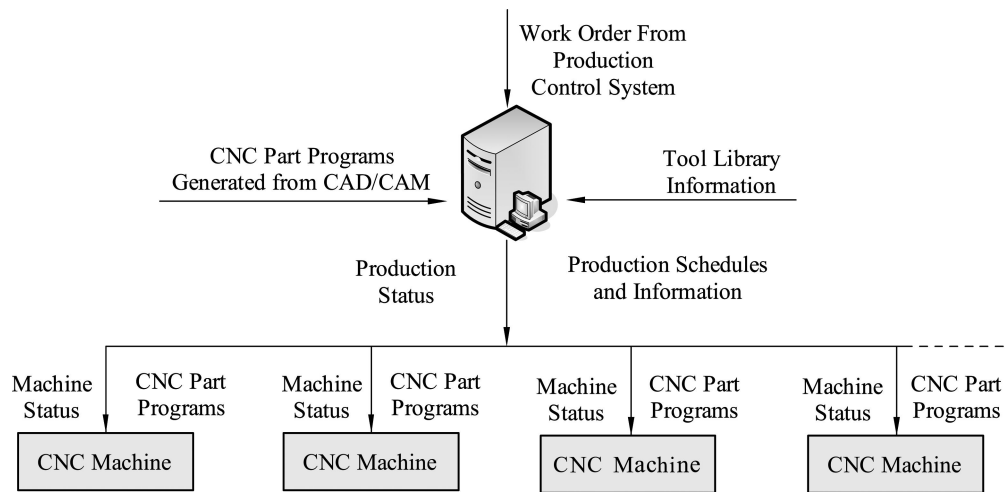 Work Order From
Production
Control System
CNC Part Programs
Generated from CAD/CAM
Tool Library
Information
Production
Status
Production Schedules
and Information
Machine
Status
CNC Part
Programs
Machine
Status
CNC Part
Programs
Machine
Status
CNC Part
Programs
Machine
Status
CNC Part
Programs
CNC Machine
CNC Machine
CNC Machine
CNC Machine